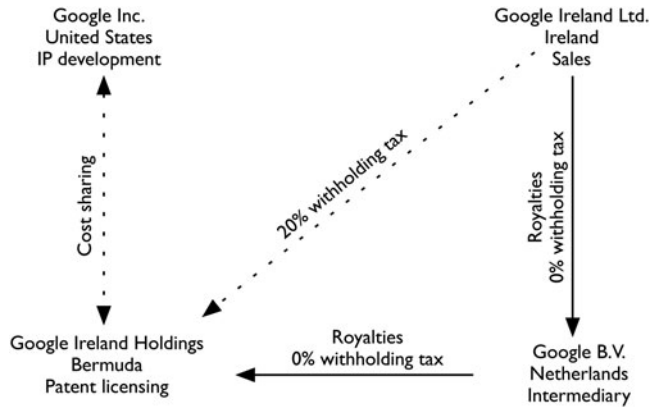 Google Inc.
United States
IP development
Google Ireland Ltd.
Ireland
Sales
Cost sharing
20% withholding tax
Royalties
0% withholding tax
Google Ireland Holdings
Bermuda
Patent licensing
Royalties
0% withholding tax
Google B.V.
Netherlands
Intermediary